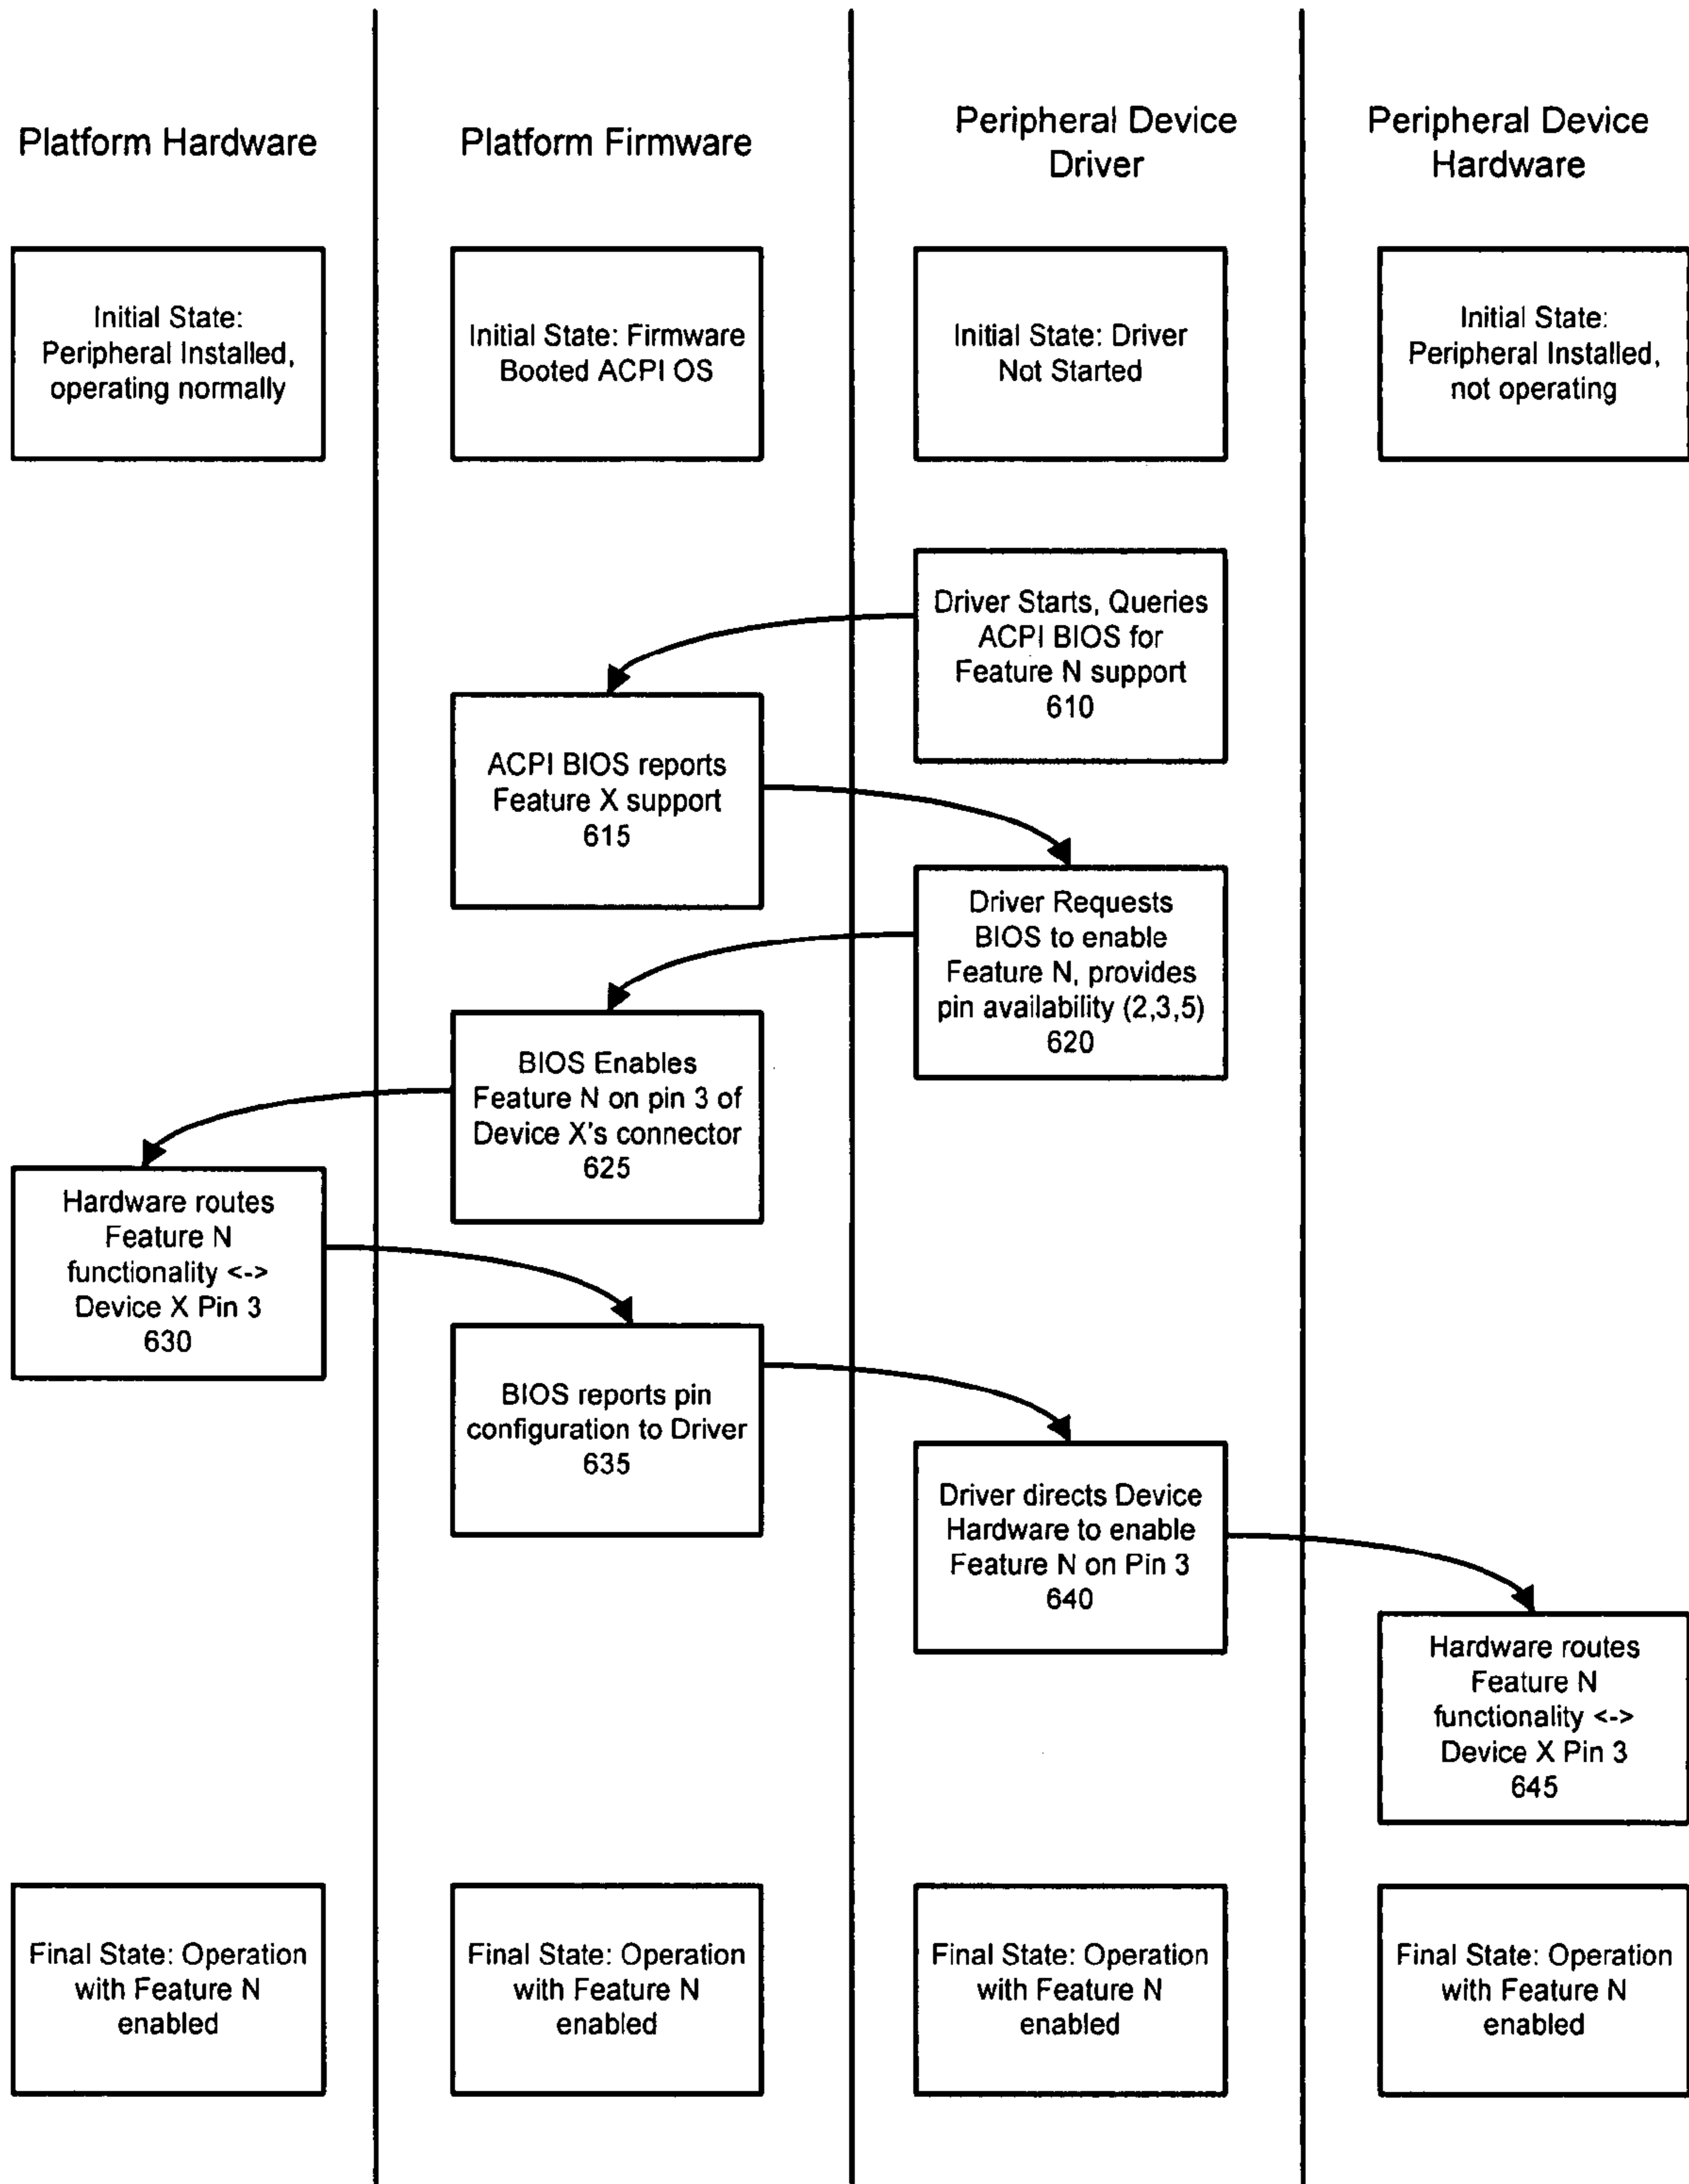 Platform Hardware
Platform Firmware
Peripheral Device
Driver
Peripheral Device
Hardware
Initial State:
Peripheral Installed,
operating normally
Initial State: Firmware
Booted ACPI OS
Initial State: Driver
Not Started
Initial State:
Peripheral Installed,
not operating
Driver Starts, Queries
ACPI BIOS for
Feature N support
610
ACPI BIOS reports
Feature X support
615
Driver Requests
BIOS to enable
Feature N, provides
pin availability (2,3,5)
620
BIOS Enables
Feature N on pin 3 of
Device X's connector
625
Hardware routes
Feature N
functionality <->
Device X Pin 3
630
BIOS reports pin
configuration to Driver
635
Driver directs Device
Hardware to enable
Feature N on Pin 3
640
Hardware routes
Feature N
functionality <->
Device X Pin 3
645
Final State: Operation
with Feature N
enabled
Final State: Operation
with Feature N
enabled
Final State: Operation
with Feature N
enabled
Final State: Operation
with Feature N
enabled